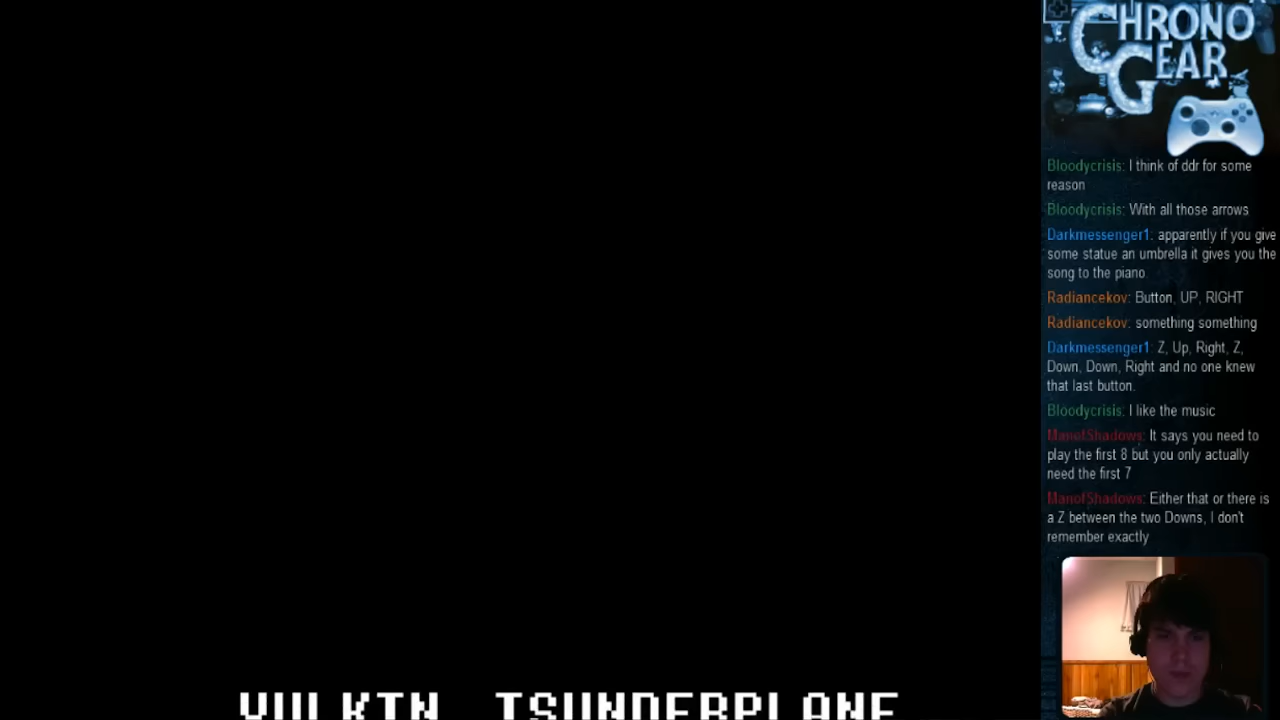 CHRONO
GEAR
Bloodycrisis: I think of ddr for some
reason
Bloodycrisis: With all those arrows
Darkmessenger1: apparently if you give
some statue an umbrella it gives you the
song to the piano
Radiancekov: Button, UP, RIGHT
Radiancekov: something something
Darkmessenger1: Z, Up, Right, Z,
Down, Down, Right and no one knew
that last button.
Bloodycrisis: I like the music
ManofShadows: It says you need to
play the first 8 but you only actually
need the first 7
ManofShadows: Either that or there is
a Z between the two Downs, I don't
remember exactly
VULKIN TSUNDERPLANE